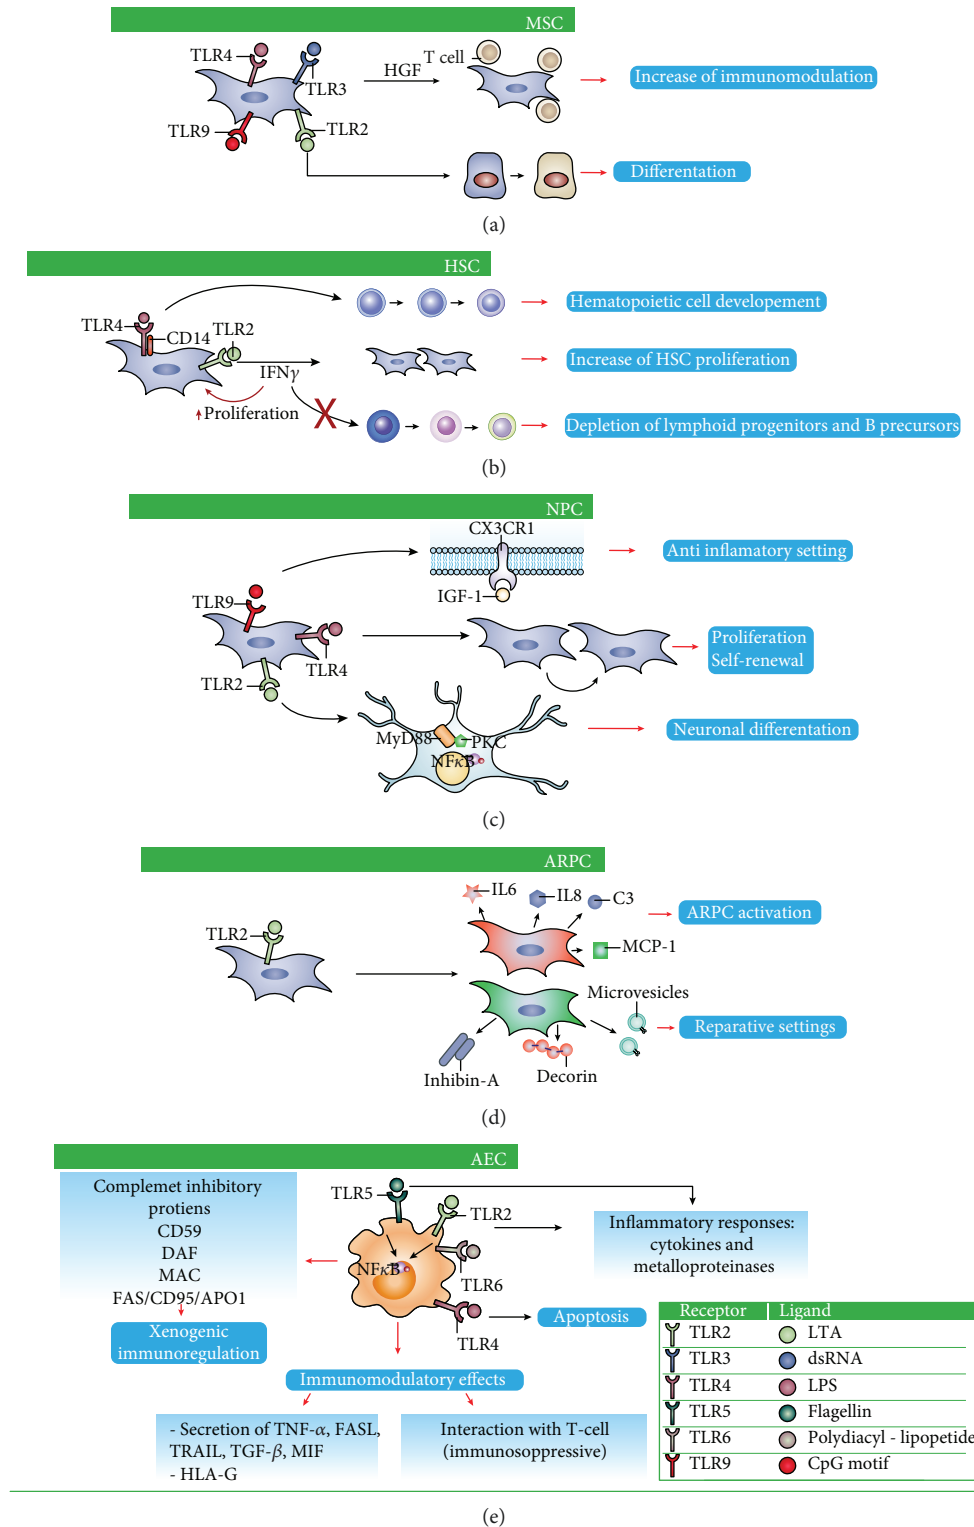 MSC
TLR4
TLR3
TLR9
TLR2
HGF
T cell
Increase of immunomodulation
Differentation
(a)
HSC
TLR4
CD14
TLR2
IFNγ
Proliferation
X
Hematopoietic cell developement
Increase of HSC proliferation
Depletion of lymphoid progenitors and B precursors
(b)
NPC
CX3CR1
IGF-1
Anti inflamatory setting
TLR9
TLR4
TLR2
Proliferation
Self-renewal
MyD88
PKC
NFκB
Neuronal differentation
(c)
ARPC
TLR2
IL6
IL8
C3
MCP-1
ARPC activation
Microvesicles
Reparative settings
Inhibin-A
Decorin
(d)
AEC
Complemet inhibitory
protiens
CD59
DAF
MAC
FAS/CD95/APO1
Xenogenic
immunoregulation
TLR5
TLR2
NFκB
TLR6
TLR4
Inflammatory responses:
cytokines and
metalloproteinases
Apoptosis
Immunomodulatory effects
- Secretion of TNF-α, FASL,
TRAIL, TGF-β, MIF
- HLA-G
Interaction with T-cell
(immunosoppressive)
Receptor Ligand
TLR2 LTA
TLR3 dsRNA
TLR4 LPS
TLR5 Flagellin
TLR6 Polydiacyl - lipopetide
TLR9 CpG motif
(e)